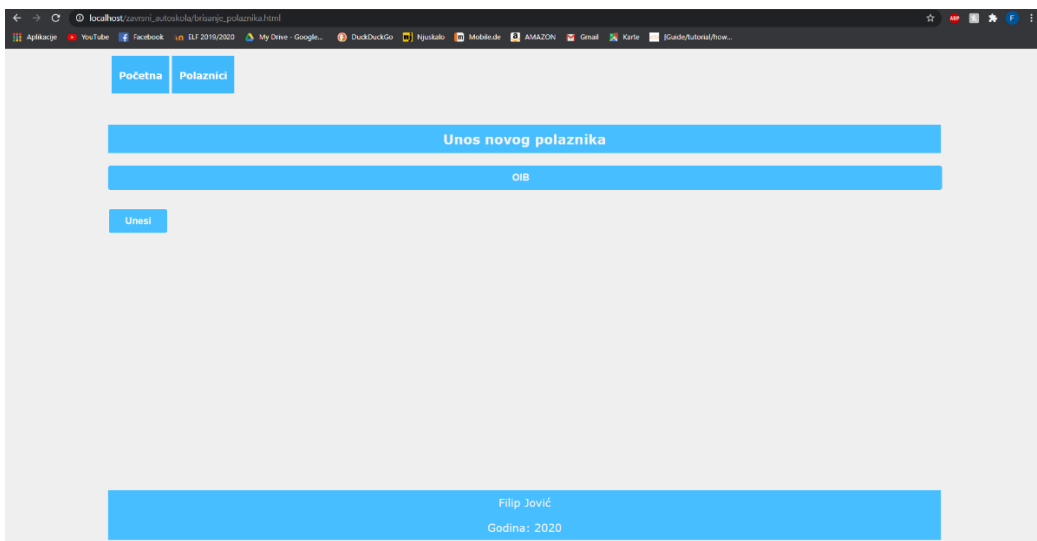 localhost/zavrsni_autoskola/brisanje_polaznika.html
Aplikacije YouTube Facebook ELF 2019/2020 My Drive - Google... DuckDuckGo Njuskalo Mobile.de AMAZON Gmail Karte [Guide/tutorial/how...
Početna Polaznici
Unos novog polaznika
OIB
Unesi
Filip Jović
Godina: 2020